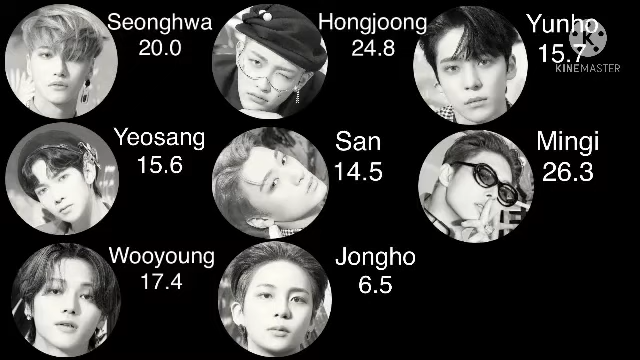 Seonghwa
20.0
Hongjoong
24.8
Yunho
15.7
KINEMASTER
Yeosang
15.6
San
14.5
Mingi
26.3
Wooyoung
17.4
Jongho
6.5